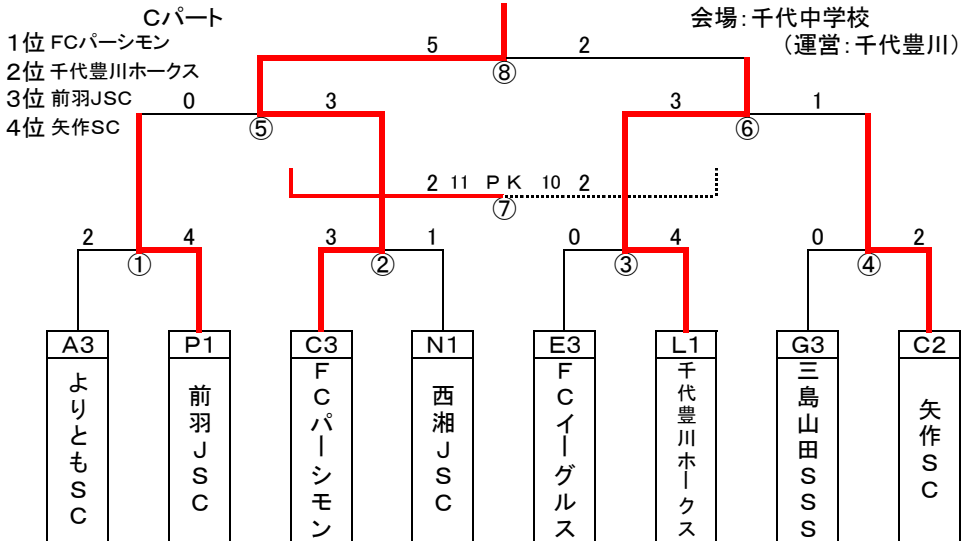 Cパート
会場：千代中学校
（運営：千代豊川）
1位 FCパーシモン
2位 千代豊川ホークス
3位 前羽JSC
4位 矢作SC
5 2
⑧
0 3 3 1
⑤ ⑥
2 11 PK 10 2
⑦
2 4 3 1 0 4 0 2
① ② ③ ④
A3 P1 C3 N1 E3 L1 G3 C2
よりともSC
前羽JSC
FCパーシモン
西湘JSC
FCイーグルス
千代豊川ホークス
三島山田SSS
矢作SC